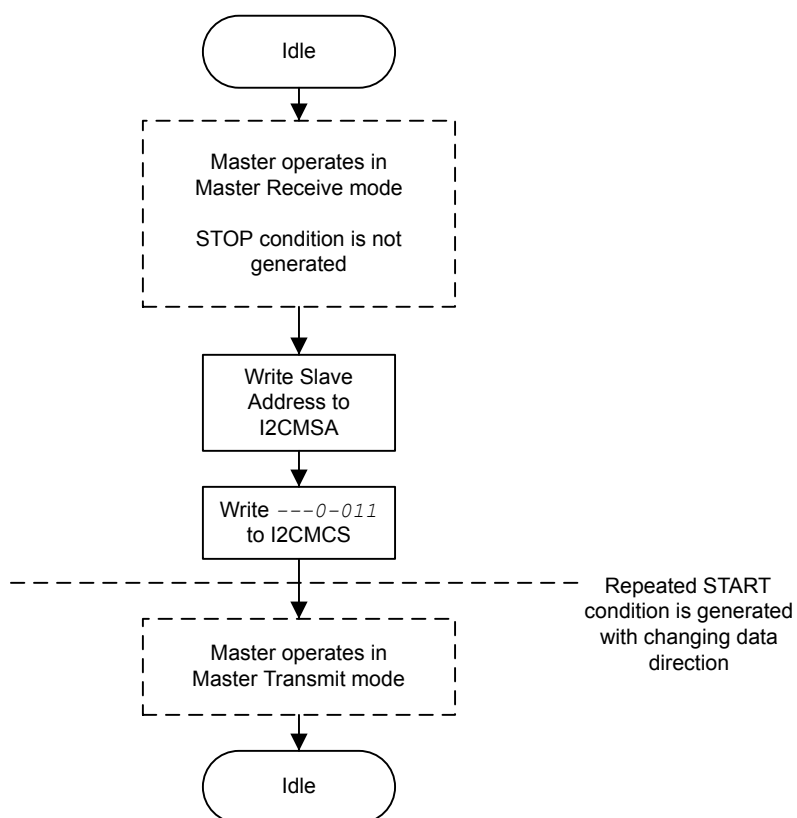 Idle
Master operates in
Master Receive mode
STOP condition is not
generated
Write Slave
Address to
I2CMSA
Write ---0-011
to I2CMCS
Repeated START
condition is generated
with changing data
direction
Master operates in
Master Transmit mode
Idle